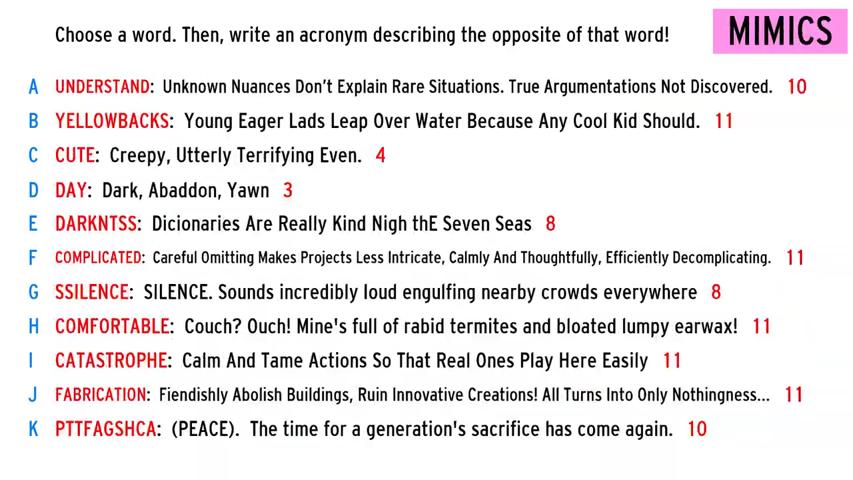 Choose a word. Then, write an acronym describing the opposite of that word!
MIMICS
A UNDERSTAND: Unknown Nuances Don't Explain Rare Situations. True Argumentations Not Discovered. 10
B YELLOWBACKS: Young Eager Lads Leap Over Water Because Any Cool Kid Should. 11
C CUTE: Creepy, Utterly Terrifying Even. 4
D DAY: Dark, Abaddon, Yawn 3
E DARKNTSS: Dicionaries Are Really Kind Nigh thE Seven Seas 8
F COMPLICATED: Careful Omitting Makes Projects Less Intricate, Calmly And Thoughtfully, Efficiently Decomplicating. 11
G SSILENCE: SILENCE. Sounds incredibly loud engulfing nearby crowds everywhere 8
H COMFORTABLE: Couch? Ouch! Mine's full of rabid termites and bloated lumpy earwax! 11
I CATASTROPHE: Calm And Tame Actions So That Real Ones Play Here Easily 11
J FABRICATION: Fiendishly Abolish Buildings, Ruin Innovative Creations! All Turns Into Only Nothingness... 11
K PTTFAGSHCA: (PEACE). The time for a generation's sacrifice has come again. 10